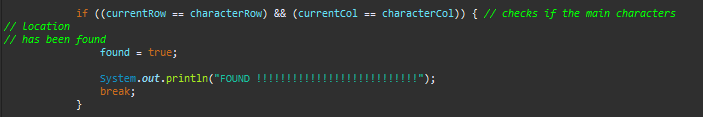 if ((currentRow == characterRow) && (currentCol == characterCol)) { // checks if the main characters
// location
// has been found
found = true;
System.out.println("FOUND !!!!!!!!!!!!!!!!!!!!!!!!!!!");
break;
}